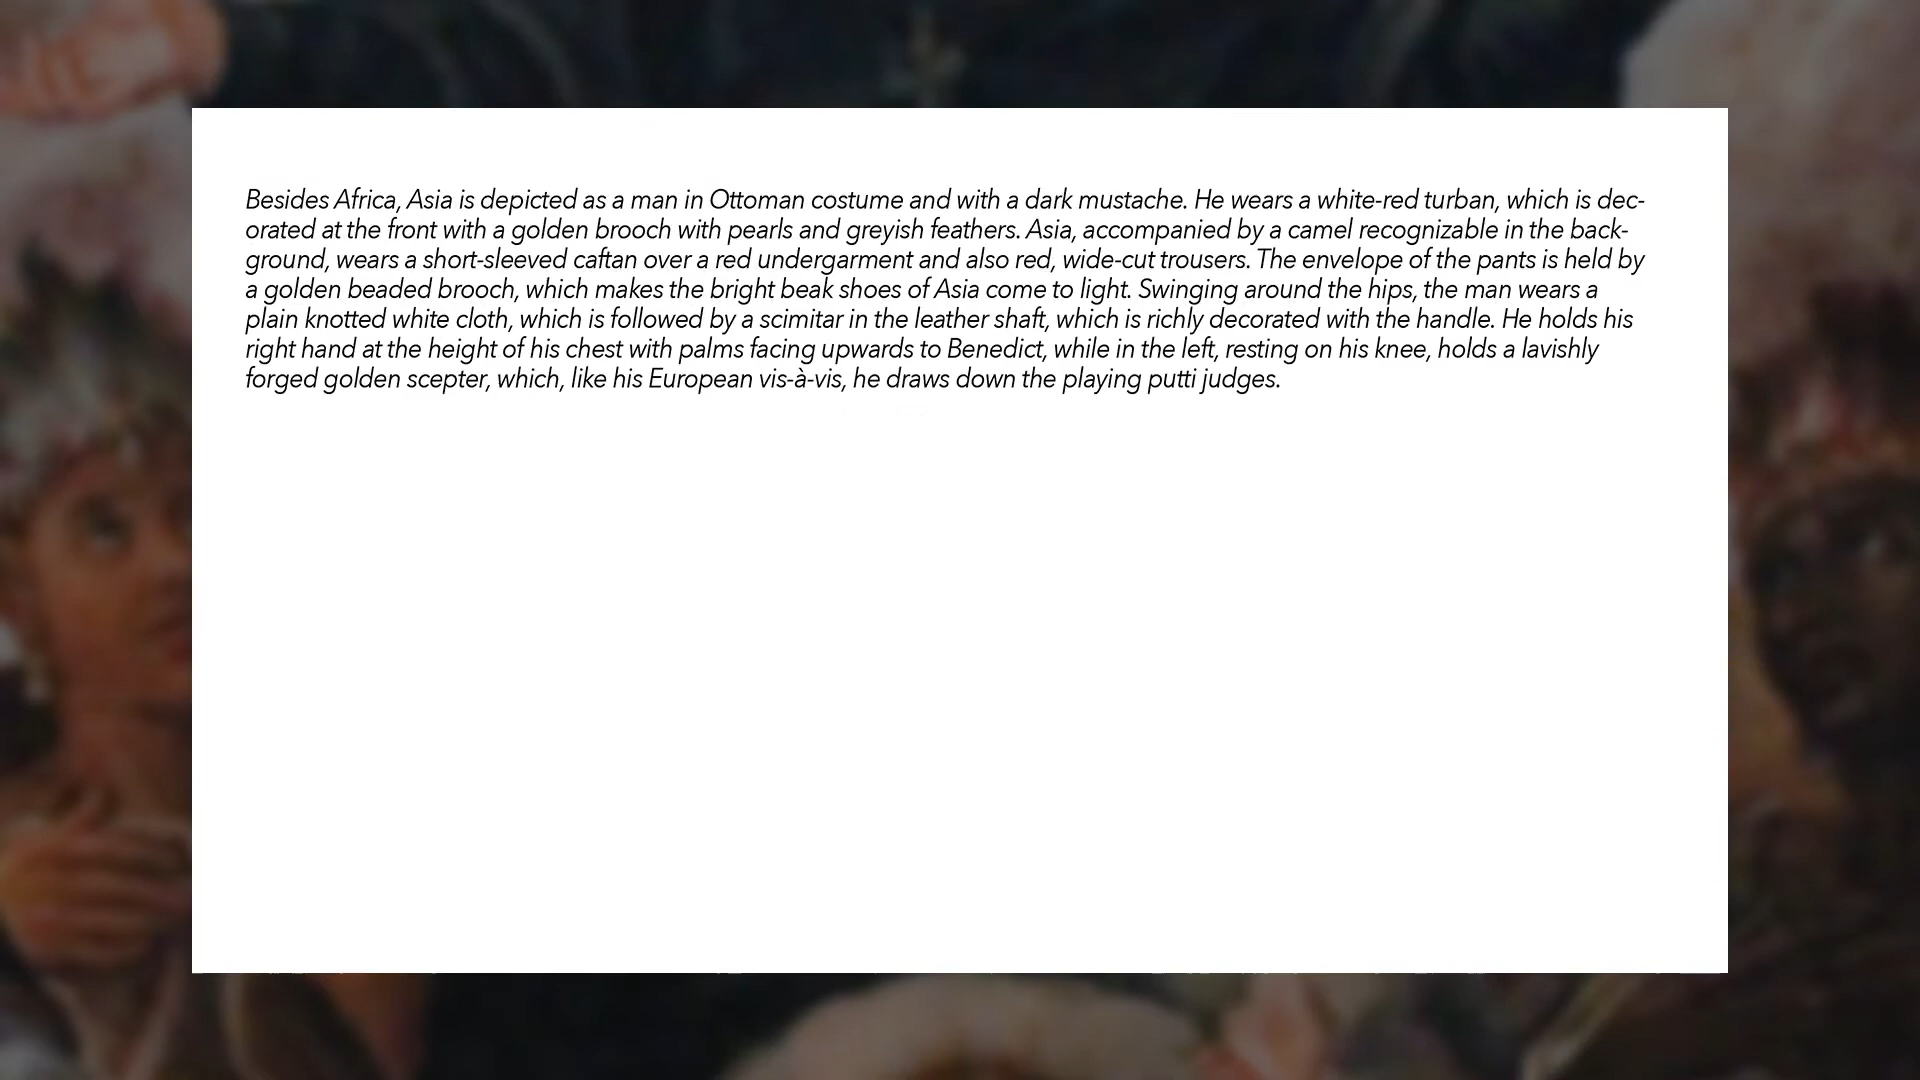 Besides Africa, Asia is depicted as a man in Ottoman costume and with a dark mustache. He wears a white-red turban, which is dec-
orated at the front with a golden brooch with pearls and greyish feathers. Asia, accompanied by a camel recognizable in the back-
ground, wears a short-sleeved caftan over a red undergarment and also red, wide-cut trousers. The envelope of the pants is held by
a golden beaded brooch, which makes the bright beak shoes of Asia come to light. Swinging around the hips, the man wears a
plain knotted white cloth, which is followed by a scimitar in the leather shaft, which is richly decorated with the handle. He holds his
right hand at the height of his chest with palms facing upwards to Benedict, while in the left, resting on his knee, holds a lavishly
forged golden scepter, which, like his European vis-à-vis, he draws down the playing putti judges.